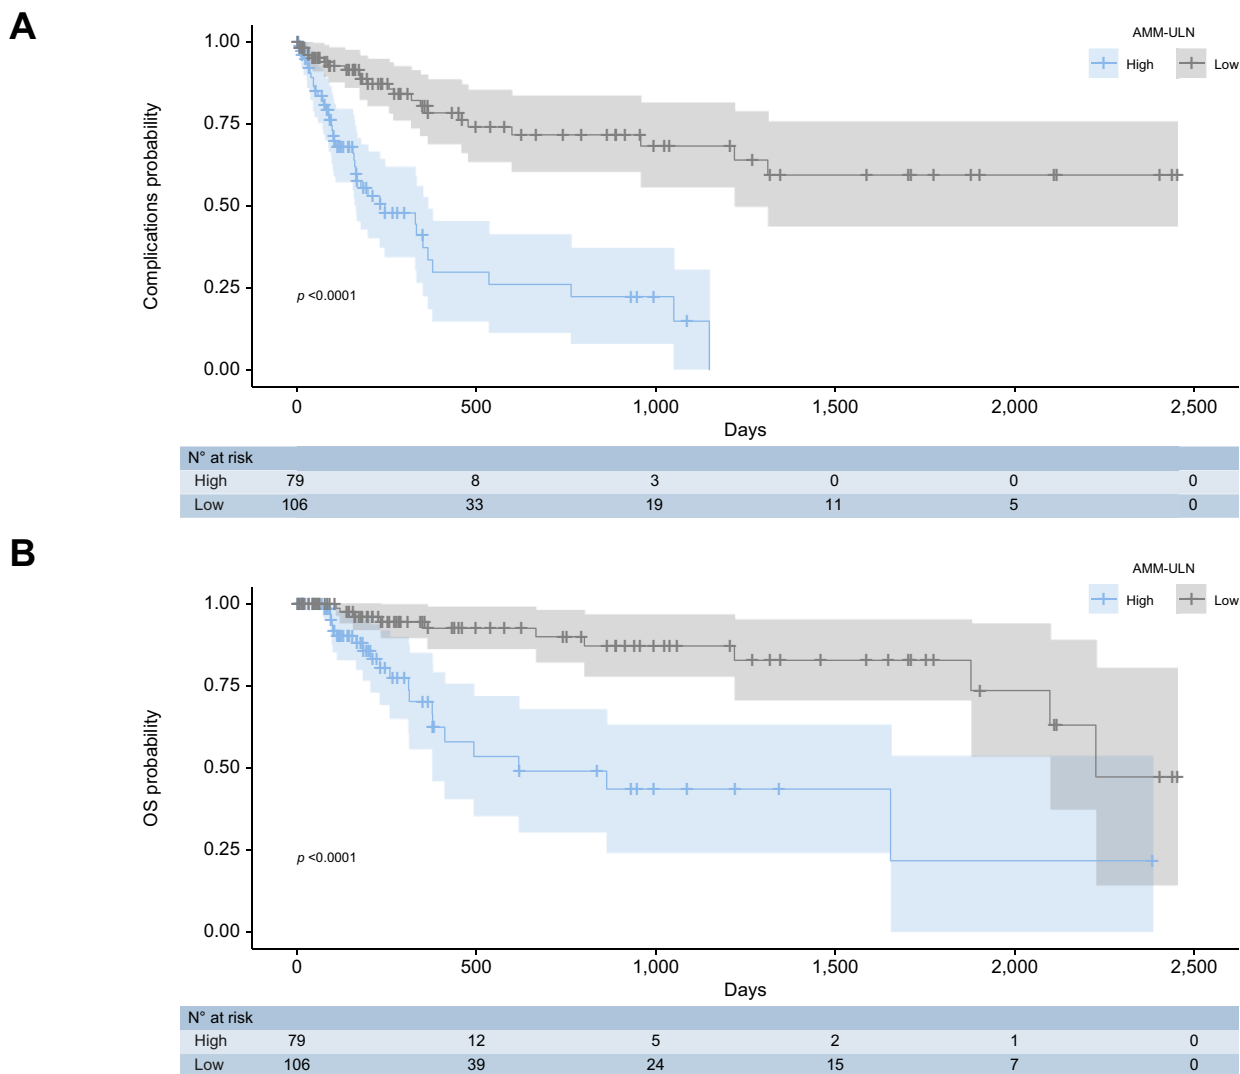 A
AMM-ULN
High
Low
Complications probability
1.00
0.75
0.50
0.25
0.00
p <0.0001
0 500 1,000 1,500 2,000 2,500
Days
N° at risk
High 79 8 3 0 0 0
Low 106 33 19 11 5 0
B
AMM-ULN
High
Low
OS probability
1.00
0.75
0.50
0.25
0.00
p <0.0001
0 500 1,000 1,500 2,000 2,500
Days
N° at risk
High 79 12 5 2 1 0
Low 106 39 24 15 7 0